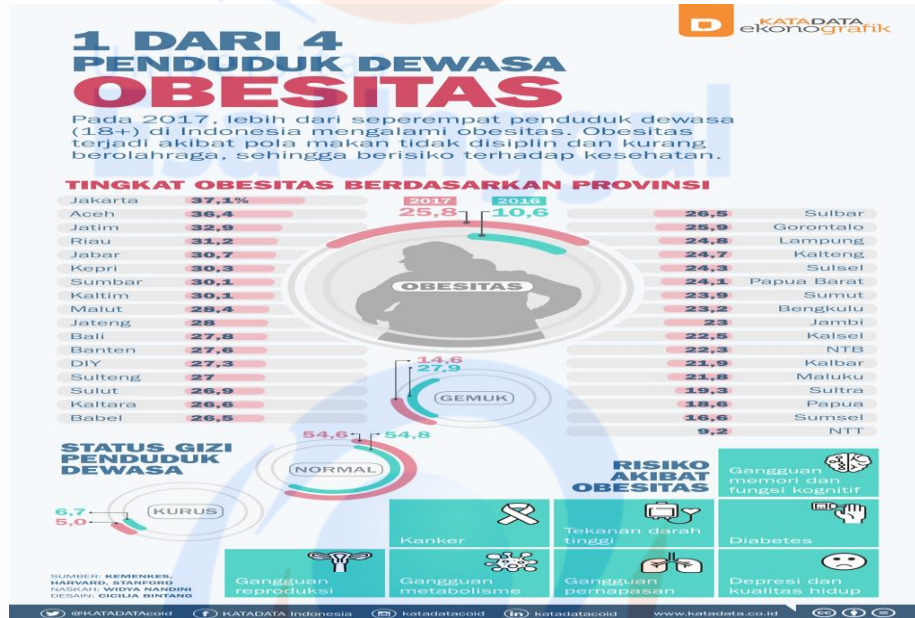 KATADATA
ekonografik
1 DARI 4
PENDUDUK DEWASA
OBESITAS
Pada 2017, lebih dari seperempat penduduk dewasa
(18+) di Indonesia mengalami obesitas. Obesitas
terjadi akibat pola makan tidak disiplin dan kurang
berolahraga, sehingga berisiko terhadap kesehatan.
TINGKAT OBESITAS BERDASARKAN PROVINSI
Jakarta 37,1%
Aceh 36,4
Jatim 32,9
Riau 31,2
Jabar 30,7
Kepri 30,3
Sumbar 30,1
Kaltim 30,1
Malut 28,4
Jateng 28
Bali 27,8
Banten 27,6
DIY 27,3
Sulteng 27
Sulut 26,9
Kaltara 26,6
Babel 26,5
2017 2016
25,8 10,6
OBESITAS
26,5 Sulbar
25,9 Gorontalo
24,8 Lampung
24,7 Kalteng
24,3 Sulsel
24,1 Papua Barat
23,9 Sumut
23,2 Bengkulu
23 Jambi
22,5 Kalsel
22,3 NTB
21,9 Kalbar
21,8 Maluku
19,3 Sultra
18,6 Papua
16,6 Sumsel
9,2 NTT
14,6
27,9
GEMUK
54,6 54,8
NORMAL
STATUS GIZI
PENDUDUK
DEWASA
KURUS
6,7
5,0
RISIKO
AKIBAT
OBESITAS
Gangguan
memori dan
fungsi kognitif
Kanker
Tekanan darah
tinggi
Diabetes
Gangguan
reproduksi
Gangguan
metabolisme
Gangguan
pernapasan
Depresi dan
kualitas hidup
SUMBER: KEMENKES,
HARVARD, STANFORD
NASKAH: WIDYA NANDINI
DESAIN: CICILIA BINTANG
@KATADATAcoid KATADATA Indonesia katadatacoid katadatacoid www.katadata.co.id